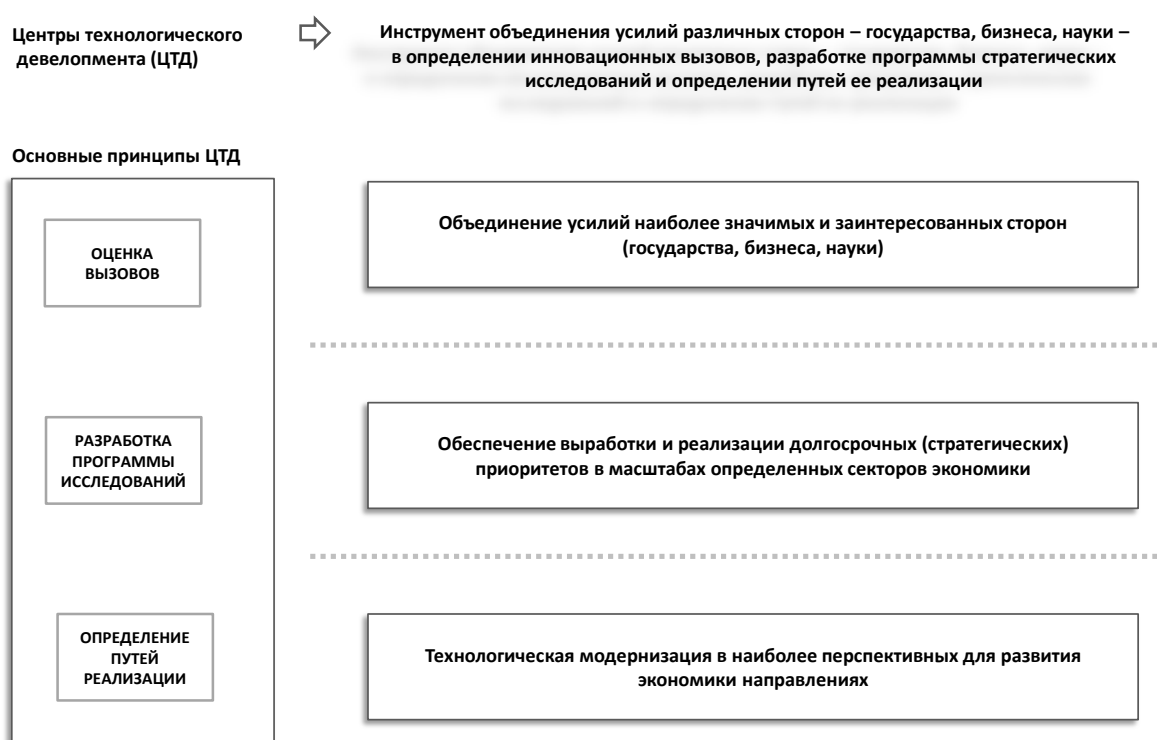 Центры технологического
девелопмента (ЦТД)
Инструмент объединения усилий различных сторон – государства, бизнеса, науки –
в определении инновационных вызовов, разработке программы стратегических
исследований и определении путей ее реализации
Основные принципы ЦТД
ОЦЕНКА
ВЫЗОВОВ
Объединение усилий наиболее значимых и заинтересованных сторон
(государства, бизнеса, науки)
РАЗРАБОТКА
ПРОГРАММЫ
ИССЛЕДОВАНИЙ
Обеспечение выработки и реализации долгосрочных (стратегических)
приоритетов в масштабах определенных секторов экономики
ОПРЕДЕЛЕНИЕ
ПУТЕЙ
РЕАЛИЗАЦИИ
Технологическая модернизация в наиболее перспективных для развития
экономики направлениях